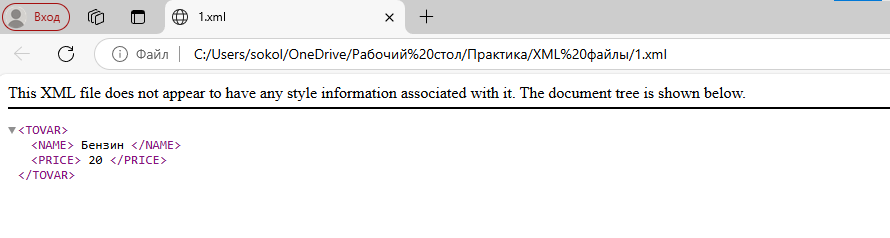 Вход
1.xml
Файл
C:/Users/sokol/OneDrive/Рабочий%20стол/Практика/XML%20файлы/1.xml
This XML file does not appear to have any style information associated with it. The document tree is shown below.
<TOVAR>
<NAME> Бензин </NAME>
<PRICE> 20 </PRICE>
</TOVAR>